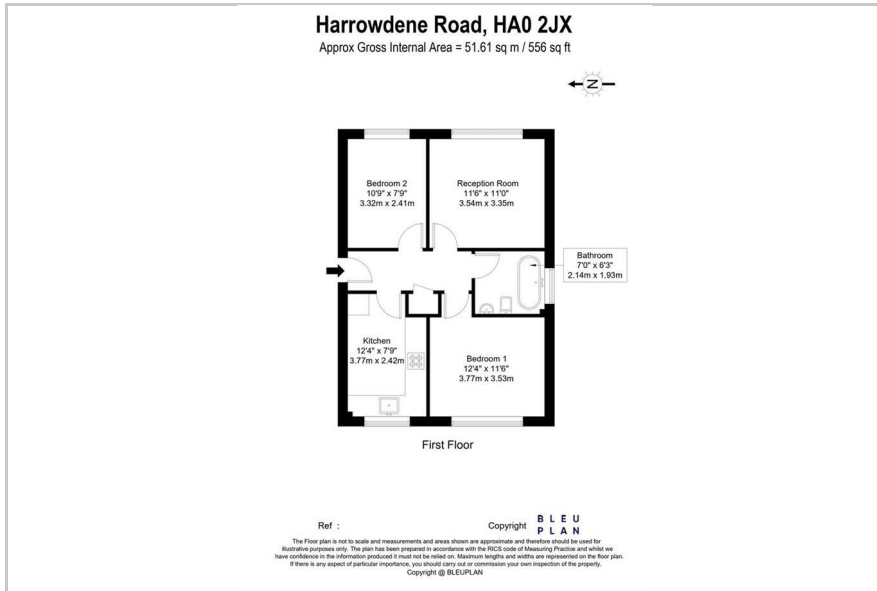 Harrowdene Road, HA0 2JX
Approx Gross Internal Area = 51.61 sq m / 556 sq ft
N
Bedroom 2
10'9" x 7'9"
3.32m x 2.41m
Reception Room
11'6" x 11'0"
3.54m x 3.35m
Bathroom
7'0" x 6'3"
2.14m x 1.93m
Kitchen
12'4" x 7'9"
3.77m x 2.42m
Bedroom 1
12'4" x 11'6"
3.77m x 3.53m
First Floor
Ref :
Copyright
BLEU
PLAN
The Floor plan is not to scale and measurements and areas shown are approximate and therefore should be used for
illustrative purposes only. The plan has been prepared in accordance with the RICS code of Measuring Practice and whilst we
have confidence in the information produced it must not be relied on. Maximum lengths and widths are represented on the floor plan.
If there is any aspect of particular importance, you should carry out or commission your own inspection of the property.
Copyright @ BLEUPLAN